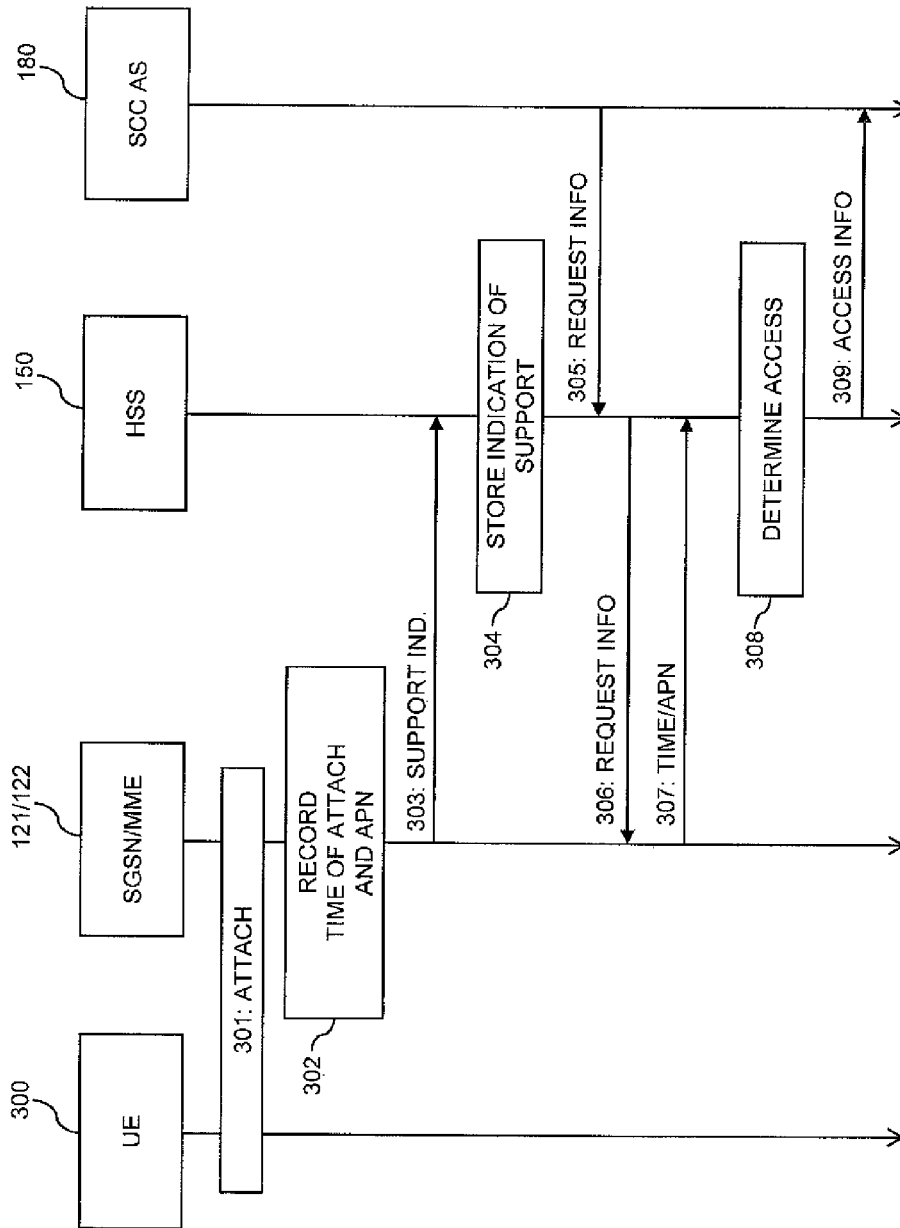 300
UE
121/122
SGSN/MME
150
HSS
180
SCC AS
301: ATTACH
302
RECORD
TIME OF ATTACH
AND APN
303: SUPPORT IND.
304
STORE INDICATION OF
SUPPORT
305: REQUEST INFO
306: REQUEST INFO
307: TIME/APN
308
DETERMINE ACCESS
309: ACCESS INFO